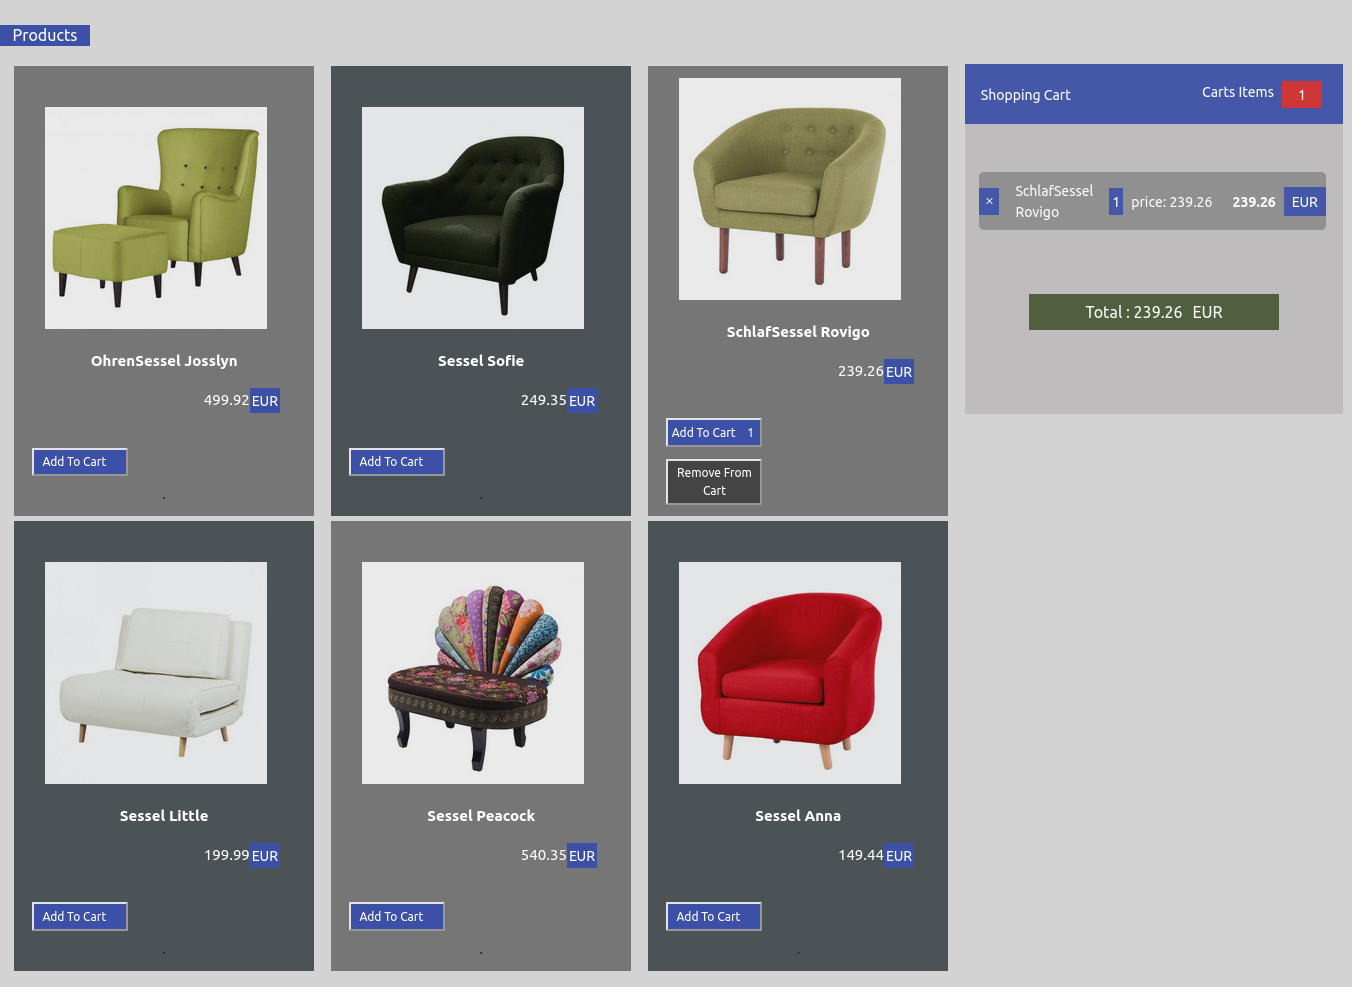 Products
OhrenSessel Josslyn
499.92 EUR
Add To Cart
.
Sessel Sofie
249.35 EUR
Add To Cart
.
SchlafSessel Rovigo
239.26 EUR
Add To Cart 1
Remove From
Cart
Sessel Little
199.99 EUR
Add To Cart
.
Sessel Peacock
540.35 EUR
Add To Cart
.
Sessel Anna
149.44 EUR
Add To Cart
.
Shopping Cart Carts Items 1
× SchlafSessel
Rovigo 1 price: 239.26 239.26 EUR
Total : 239.26 EUR